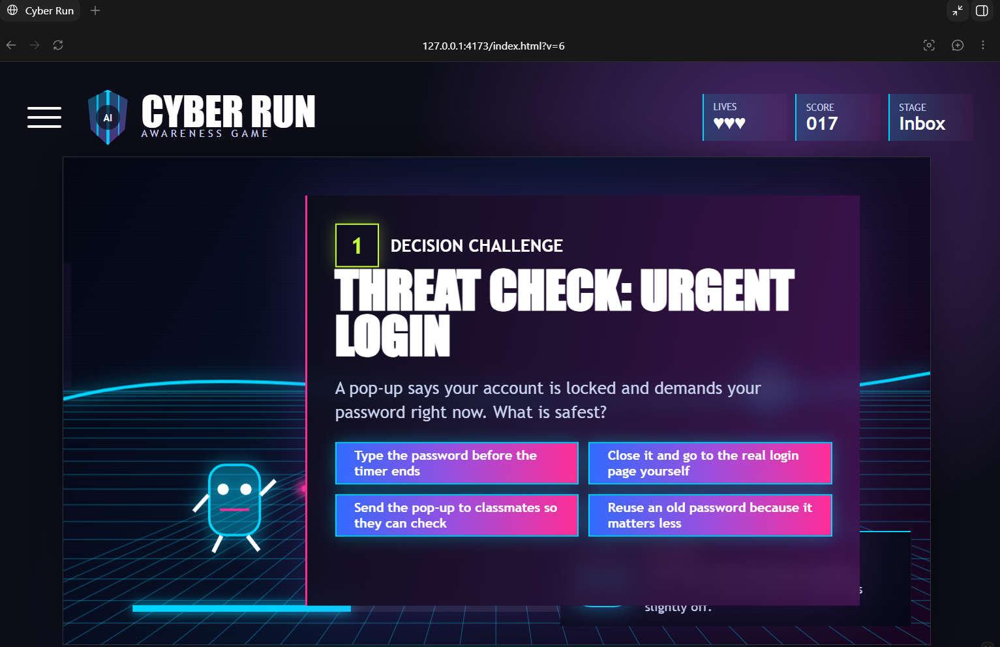 Cyber Run
127.0.0.1:4173/index.html?v=6
AI
CYBER RUN
AWARENESS GAME
LIVES
♥♥♥
SCORE
017
STAGE
Inbox
1
DECISION CHALLENGE
THREAT CHECK: URGENT
LOGIN
A pop-up says your account is locked and demands your
password right now. What is safest?
Type the password before the
timer ends
Close it and go to the real login
page yourself
Send the pop-up to classmates so
they can check
Reuse an old password because it
matters less
slightly off.